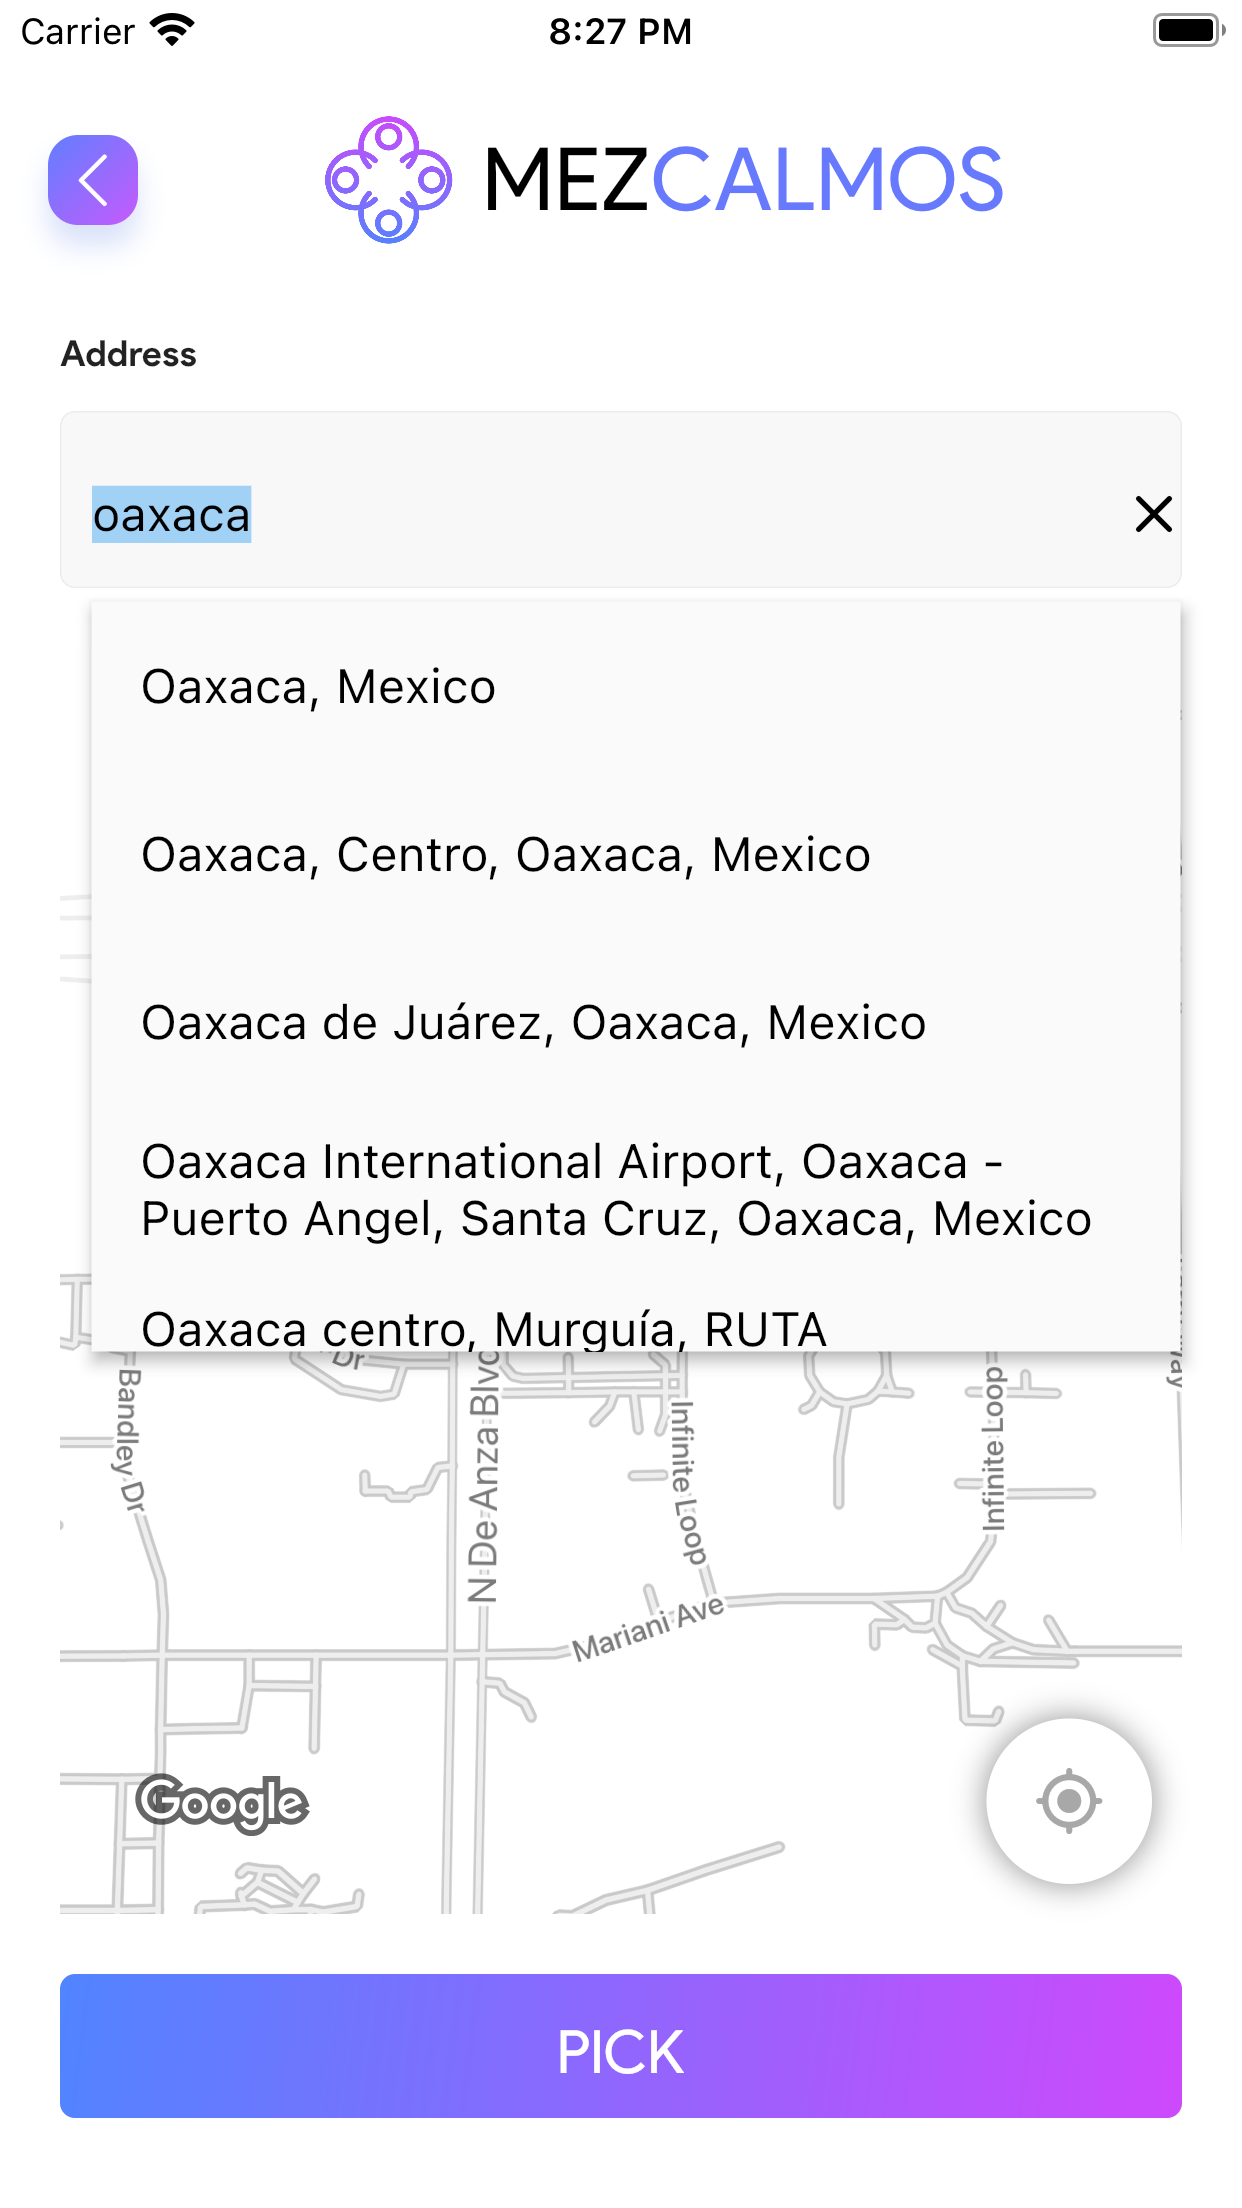 Carrier
8:27 PM
MEZCALMOS
Address
oaxaca
Oaxaca, Mexico
Oaxaca, Centro, Oaxaca, Mexico
Oaxaca de Juárez, Oaxaca, Mexico
Oaxaca International Airport, Oaxaca -
Puerto Angel, Santa Cruz, Oaxaca, Mexico
Oaxaca centro, Murguía, RUTA
Dr
Bandley Dr
N De Anza Blvd
Infinite Loop
Infinite Loop
Mariani Ave
Google
PICK